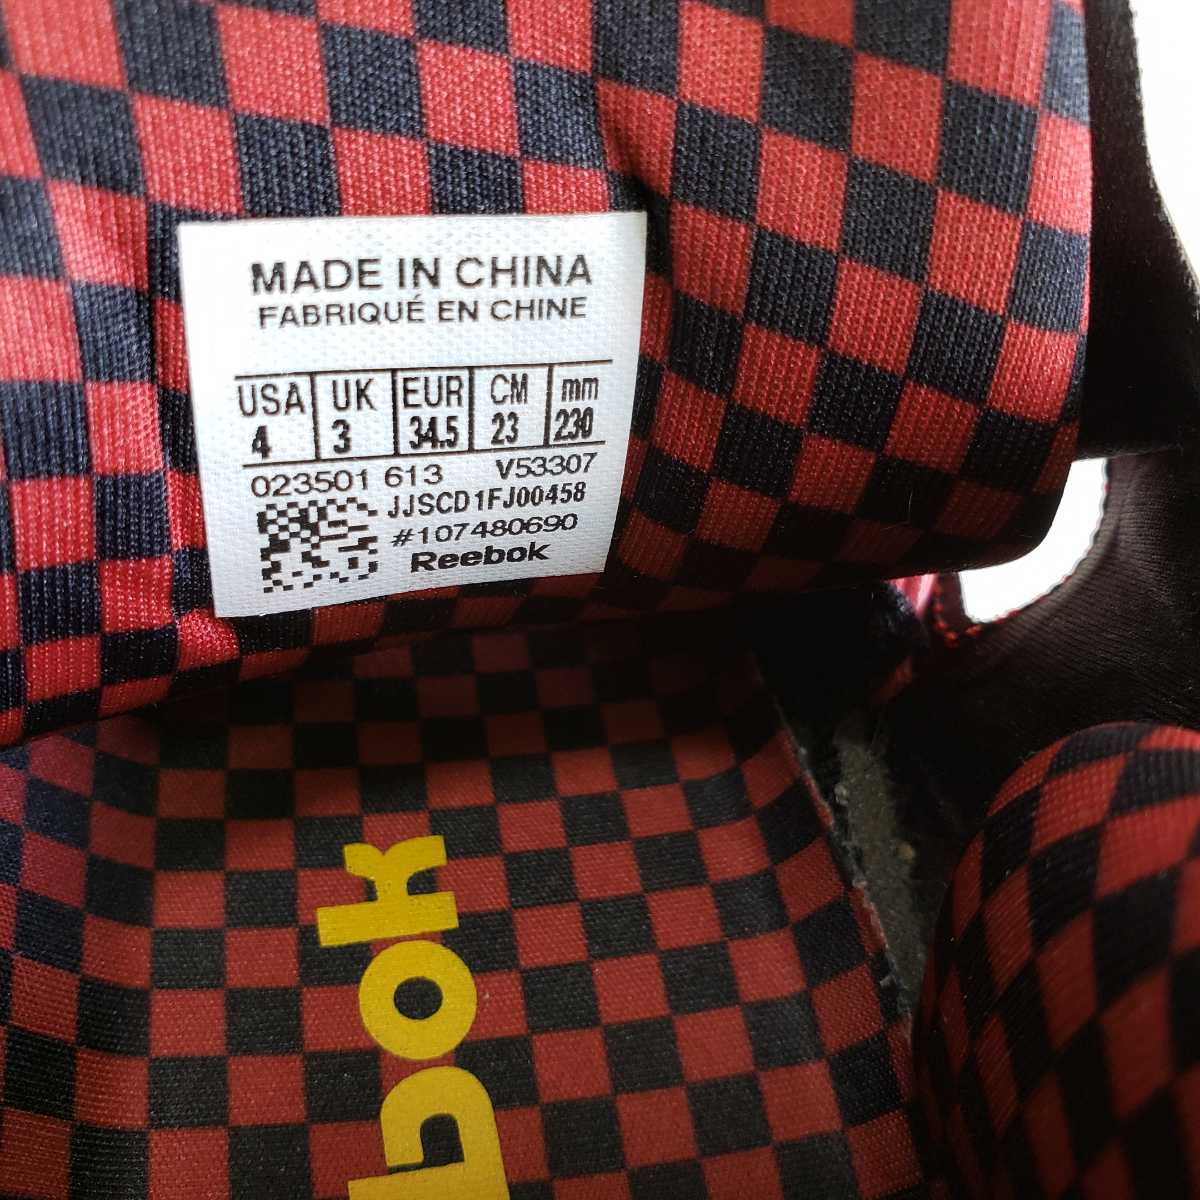 MADE IN CHINA
FABRIQUÉ EN CHINE
USA UK EUR CM mm
4 3 34.5 23 230
023501 613 V53307
JJSCD1FJ00458
#107480690
Reebok
bok